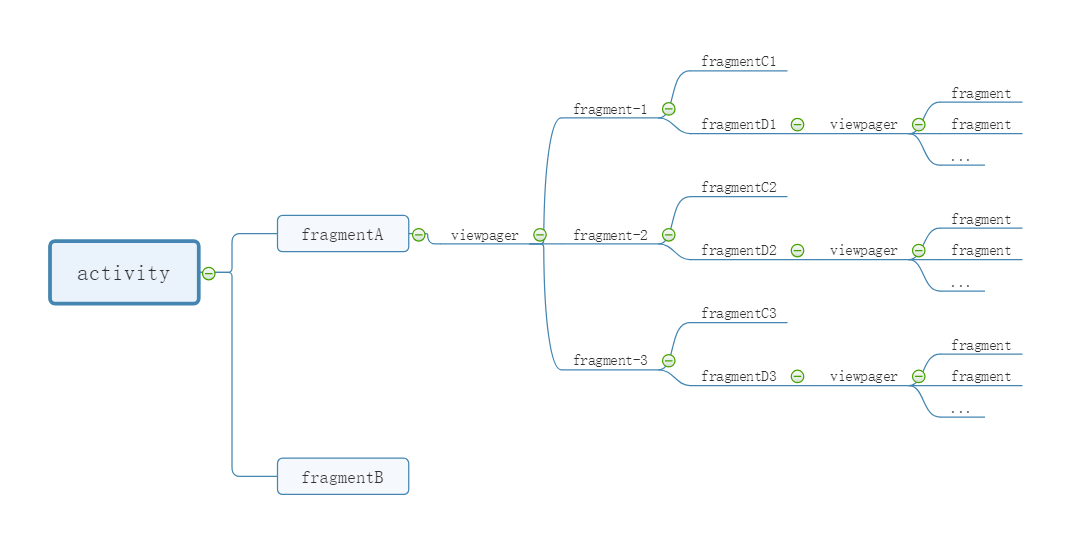 activity
fragmentA
viewpager
fragment-1
fragmentC1
fragmentD1
viewpager
fragment
fragment
...
fragment-2
fragmentC2
fragmentD2
viewpager
fragment
fragment
...
fragment-3
fragmentC3
fragmentD3
viewpager
fragment
fragment
...
fragmentB